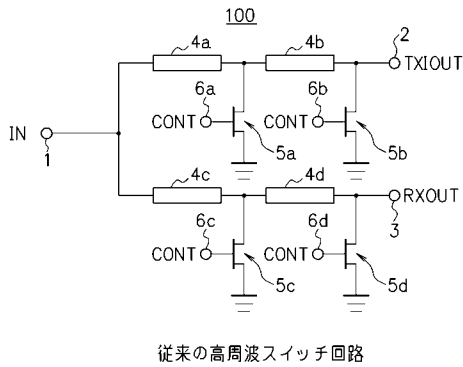 100
4a 4b 2
TXIOUT
6a 6b
CONT CONT
IN
1
5a 5b
4c 4d
RXOUT
6c 6d 3
CONT CONT
5c 5d
従来の高周波スイッチ回路